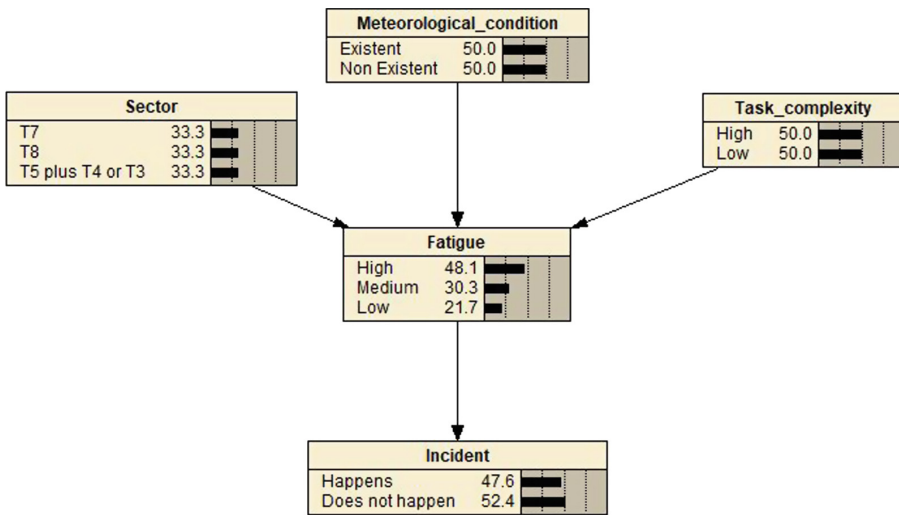 Meteorological_condition
Existent 50.0
Non Existent 50.0
Sector
T7 33.3
T8 33.3
T5 plus T4 or T3 33.3
Task_complexity
High 50.0
Low 50.0
Fatigue
High 48.1
Medium 30.3
Low 21.7
Incident
Happens 47.6
Does not happen 52.4